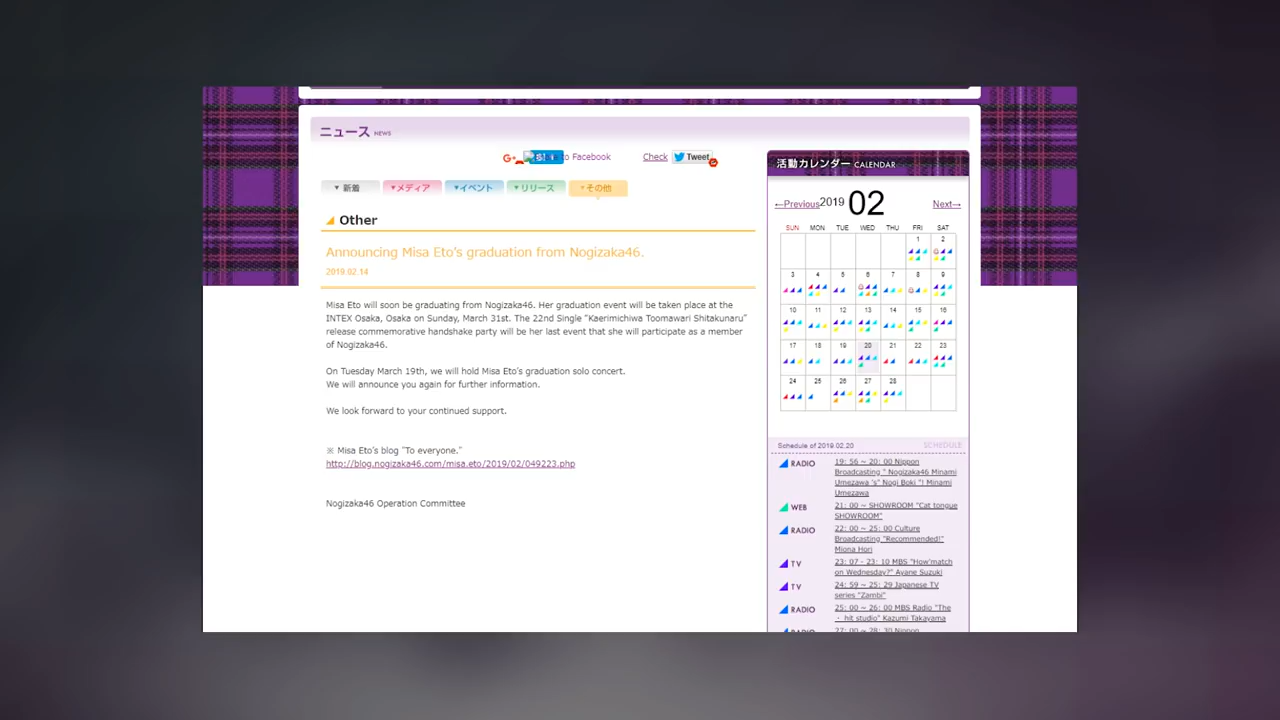 ニュース NEWS
to Facebook
Check
Tweet
▼新着
▼メディア
▼イベント
▼リリース
▼その他
Other
Announcing Misa Eto's graduation from Nogizaka46.
2019.02.14
Misa Eto will soon be graduating from Nogizaka46. Her graduation event will be taken place at the
INTEX Osaka, Osaka on Sunday, March 31st. The 22nd Single "Kaerimichiwa Toomawari Shitakunaru"
release commemorative handshake party will be her last event that she will participate as a member
of Nogizaka46.
On Tuesday March 19th, we will hold Misa Eto's graduation solo concert.
We will announce you again for further information.
We look forward to your continued support.
※ Misa Eto's blog "To everyone."
http://blog.nogizaka46.com/misa.eto/2019/02/049223.php
Nogizaka46 Operation Committee
活動カレンダー CALENDAR
←Previous 2019 02 Next→
SUN MON TUE WED THU FRI SAT
1 2
3 4 5 6 7 8 9
10 11 12 13 14 15 16
17 18 19 20 21 22 23
24 25 26 27 28
Schedule of 2019.02.20 SCHEDULE
RADIO 19: 56 ~ 20: 00 Nippon
Broadcasting " Nogizaka46 Minami
Umezawa 's" Nogi Boki "! Minami
Umezawa
WEB 21: 00 ~ SHOWROOM "Cat tongue
SHOWROOM"
RADIO 22: 00 ~ 25: 00 Culture
Broadcasting "Recommended!"
Miona Hori
TV 23: 07 - 23: 10 MBS "How'match
on Wednesday?" Ayane Suzuki
TV 24: 59 ~ 25: 29 Japanese TV
series "Zambi"
RADIO 25: 00 ~ 26: 00 MBS Radio "The
· hit studio" Kazumi Takayama
27: 00 ~ 28: 30 Nippon